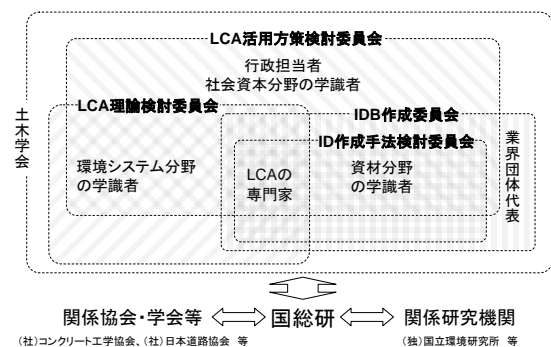 LCA活用方策検討委員会
行政担当者
社会資本分野の学識者
土木学会
LCA理論検討委員会
IDB作成委員会
ID作成手法検討委員会
環境システム分野
の学識者
LCAの
専門家
資材分野
の学識者
業界団体代表
関係協会・学会等
国総研
関係研究機関
(社)コンクリート工学協会、(社)日本道路協会 等
(独)国立環境研究所 等